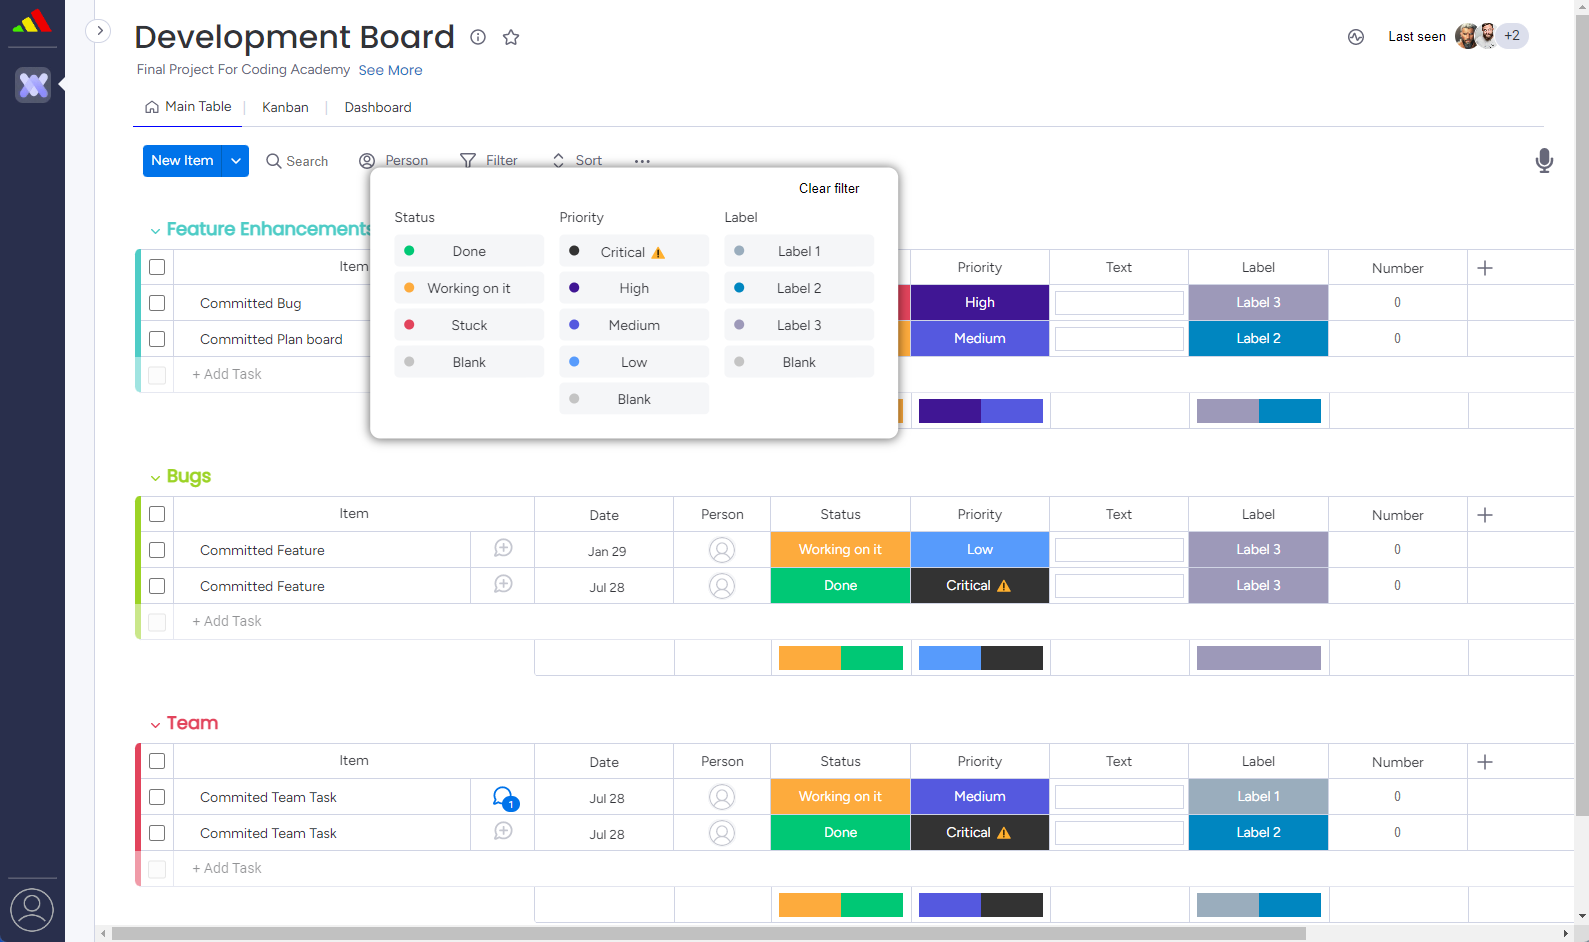 Development Board
Last seen +2
Final Project For Coding Academy See More
Main Table Kanban Dashboard
New Item Search Person Filter Sort ...
Clear filter
Status Priority Label
Done Critical Label 1
Working on it High Label 2
Stuck Medium Label 3
Blank Low Blank
Blank
Feature Enhancements
Item Priority Text Label Number
Committed Bug High Label 3 0
Committed Plan board Medium Label 2 0
+ Add Task
Bugs
Item Date Person Status Priority Text Label Number
Committed Feature Jan 29 Working on it Low Label 3 0
Committed Feature Jul 28 Done Critical Label 3 0
+ Add Task
Team
Item Date Person Status Priority Text Label Number
Commited Team Task 1 Jul 28 Working on it Medium Label 1 0
Commited Team Task Jul 28 Done Critical Label 2 0
+ Add Task